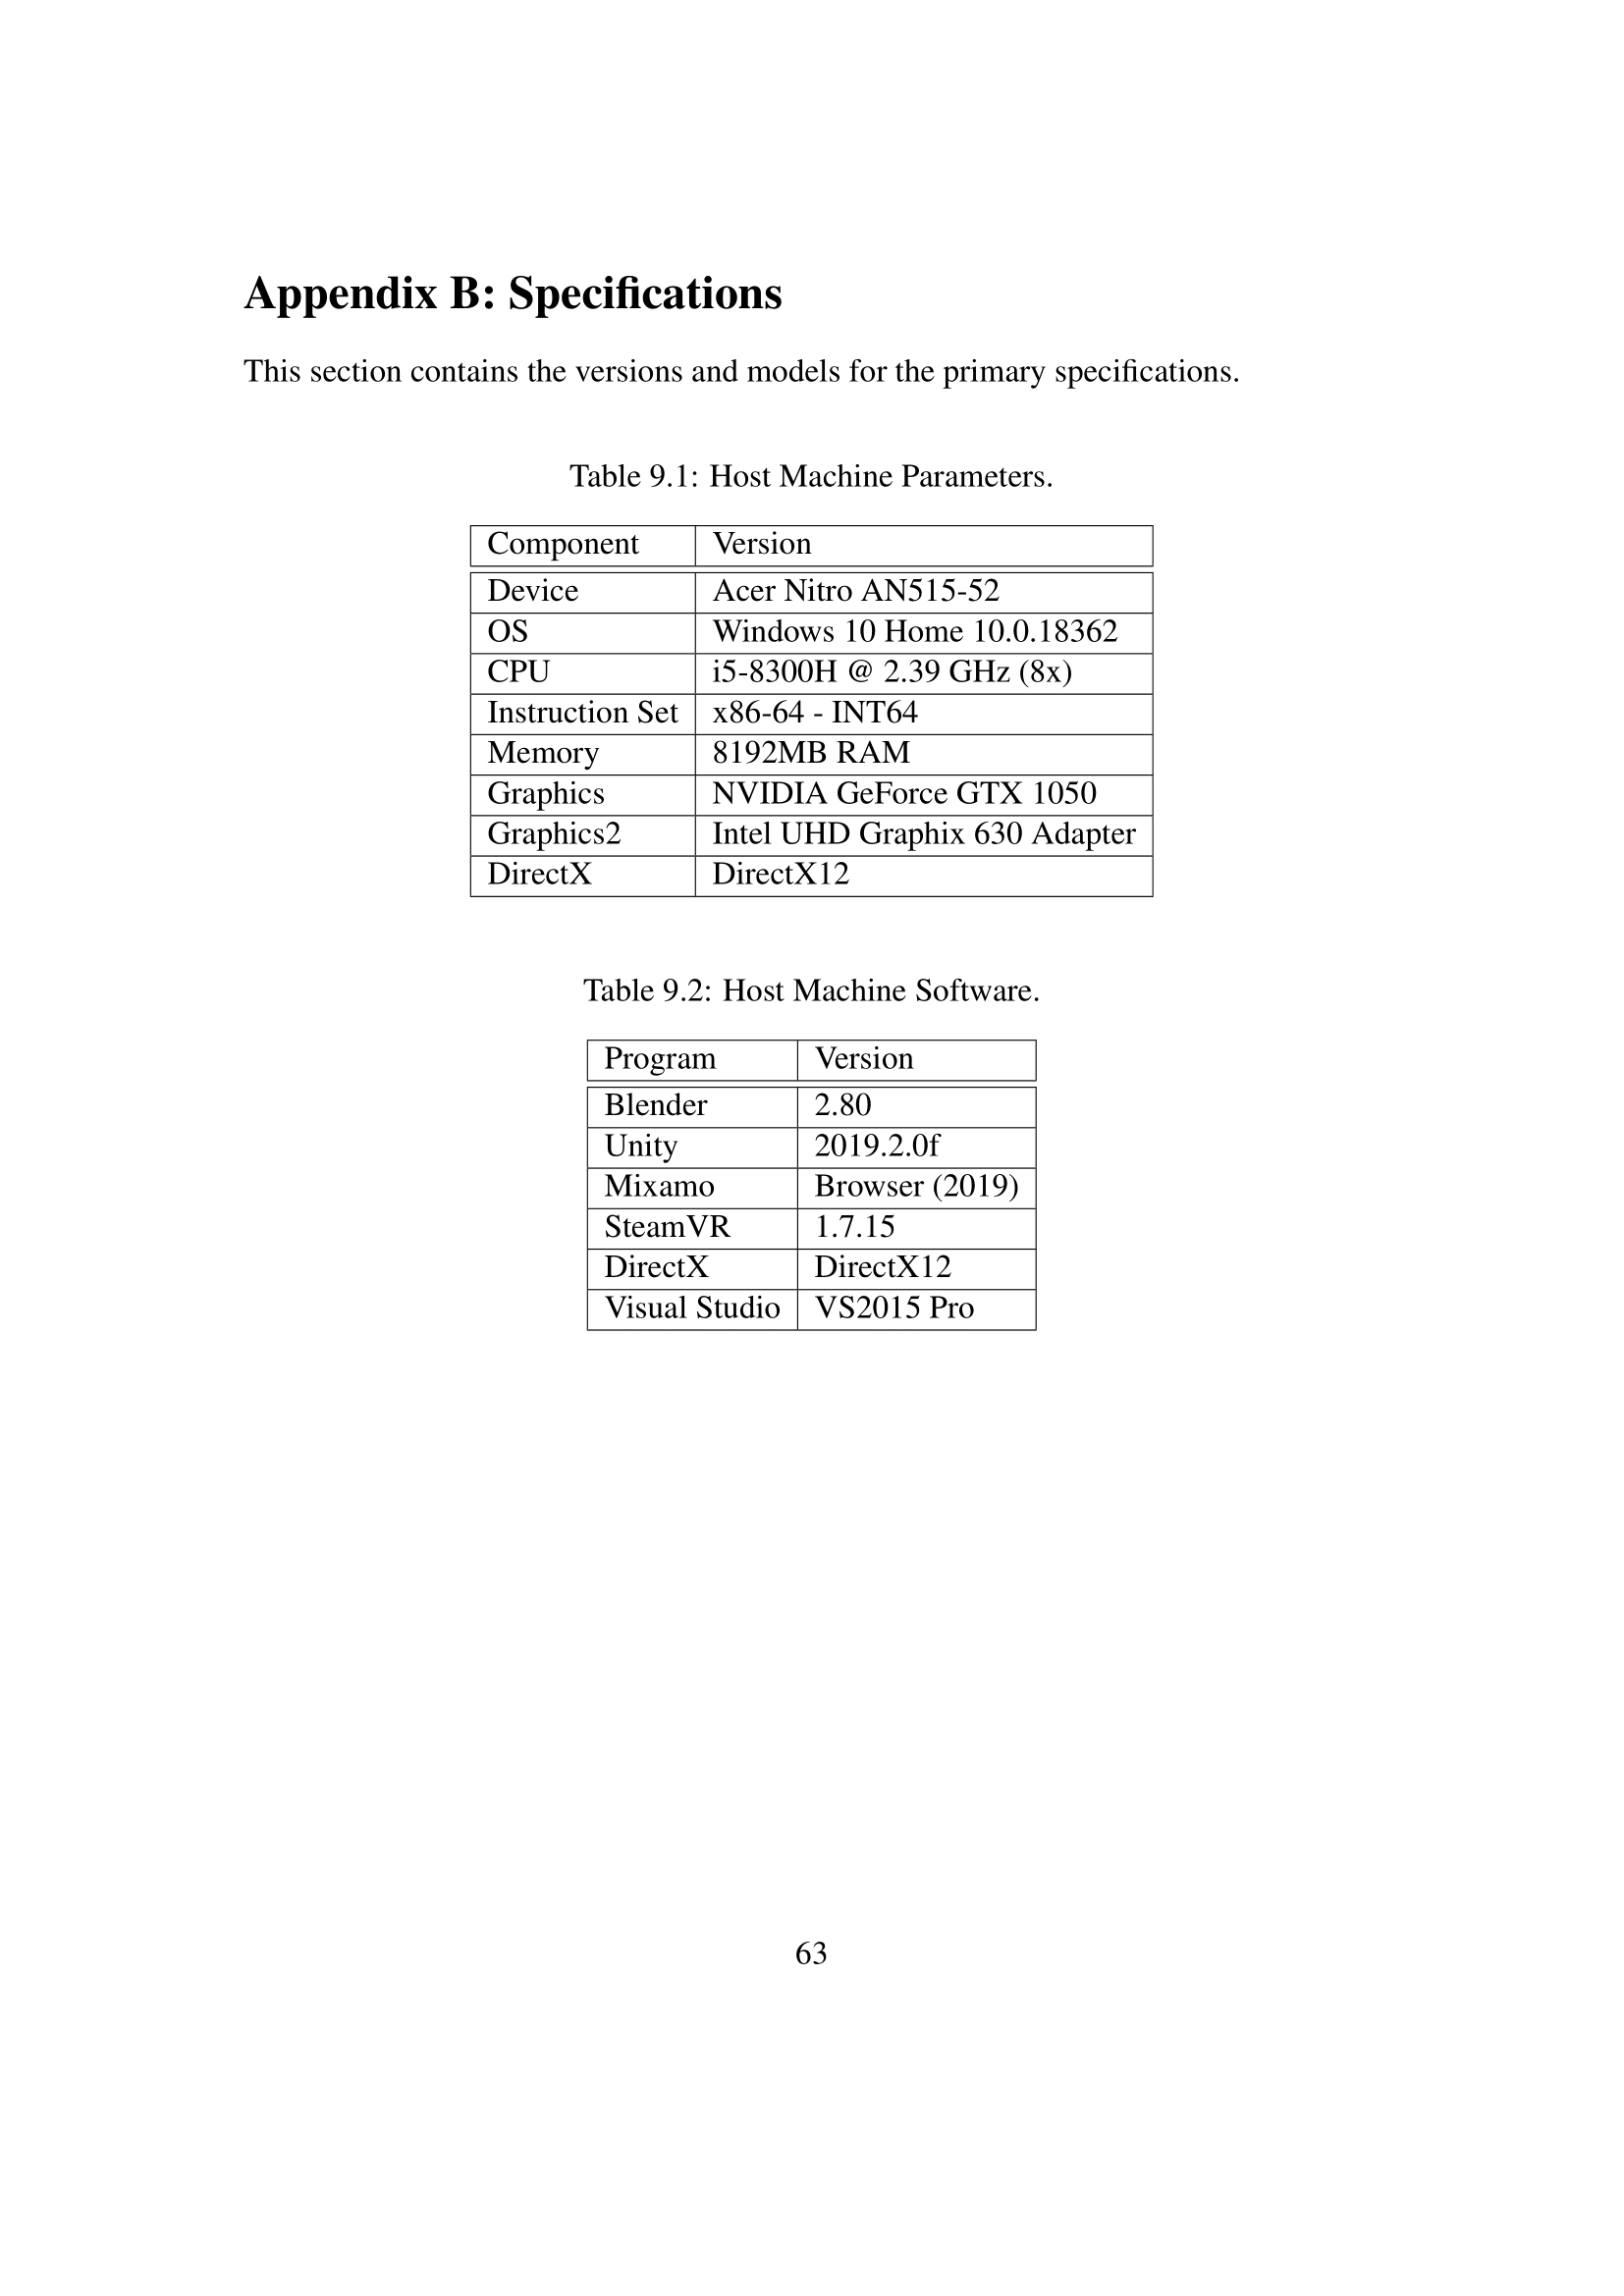 Appendix B: Specifications
This section contains the versions and models for the primary specifications.
Table 9.1: Host Machine Parameters.
Component Version
Device Acer Nitro AN515-52
OS Windows 10 Home 10.0.18362
CPU i5-8300H @ 2.39 GHz (8x)
Instruction Set x86-64 - INT64
Memory 8192MB RAM
Graphics NVIDIA GeForce GTX 1050
Graphics2 Intel UHD Graphix 630 Adapter
DirectX DirectX12
Table 9.2: Host Machine Software.
Program Version
Blender 2.80
Unity 2019.2.0f
Mixamo Browser (2019)
SteamVR 1.7.15
DirectX DirectX12
Visual Studio VS2015 Pro
63